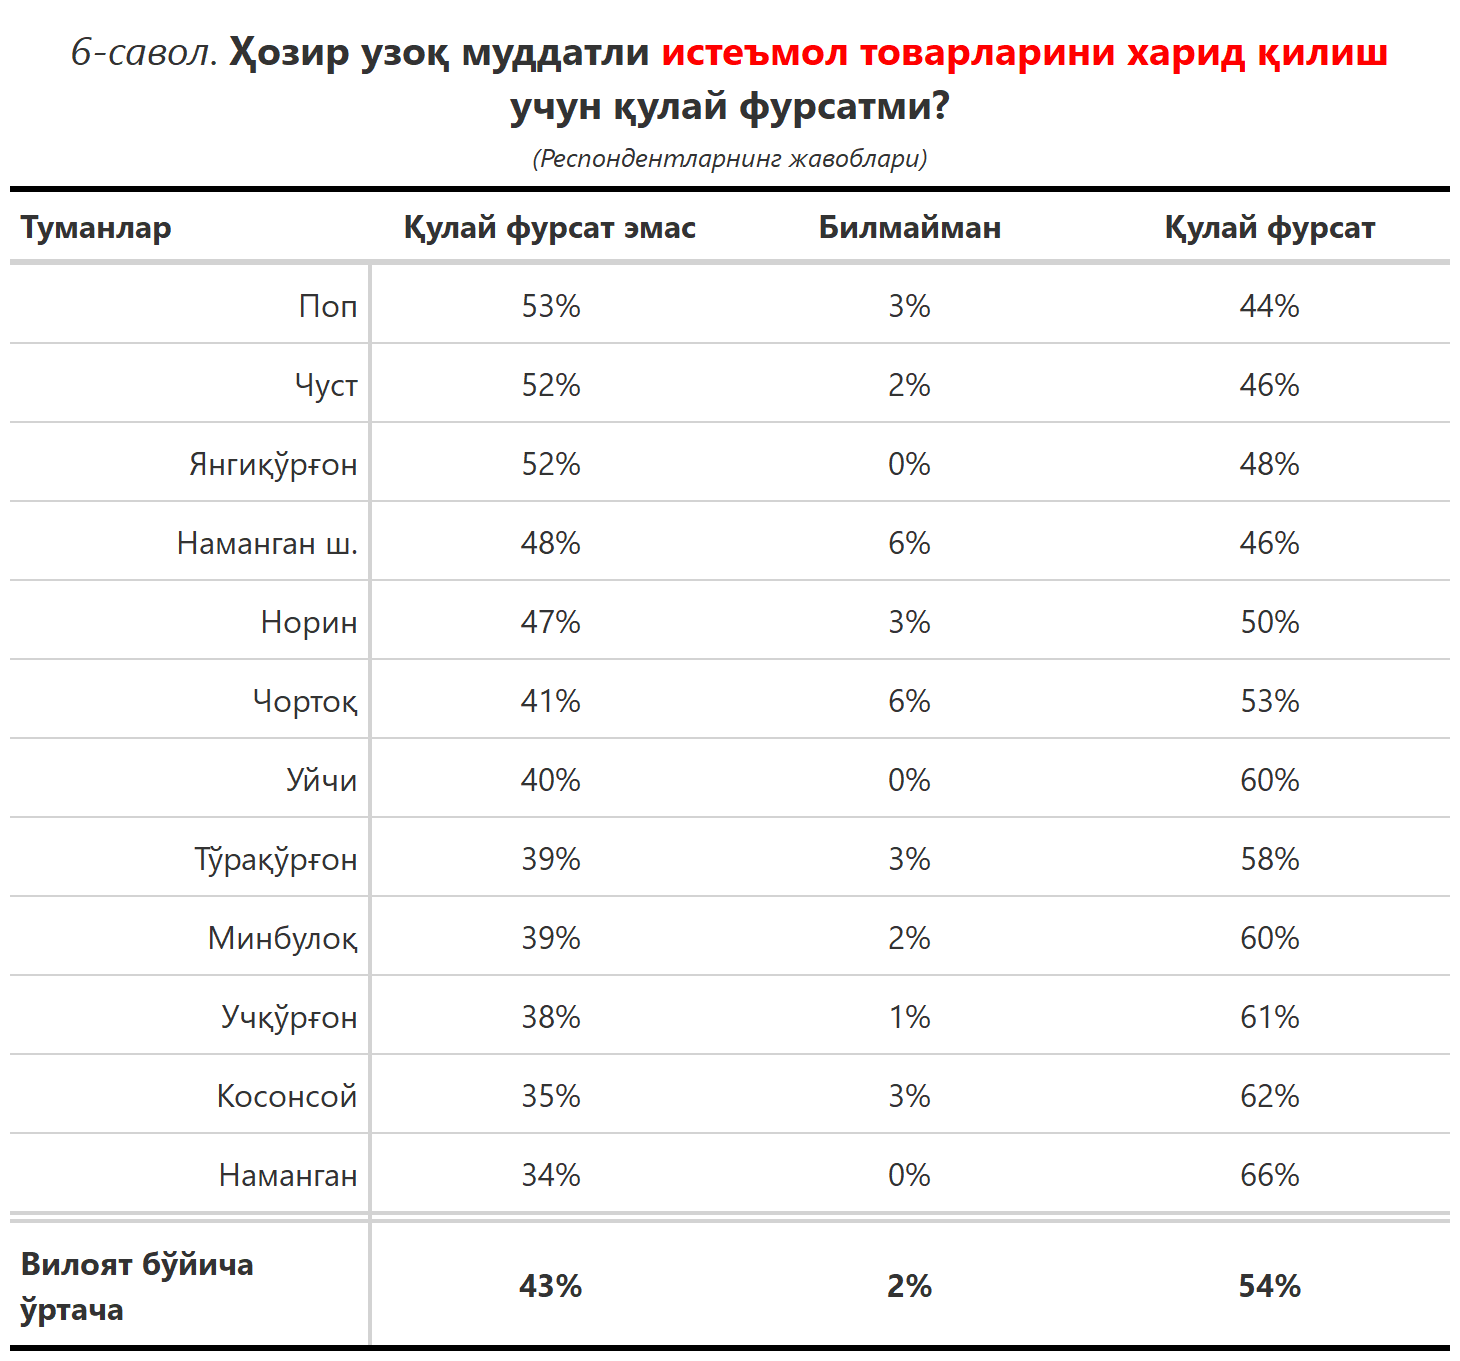 6-савол. Ҳозир узоқ муддатли истеъмол товарларини харид қилиш
учун қулай фурсатми?
(Респондентларнинг жавоблари)
Туманлар Қулай фурсат эмас Билмайман Қулай фурсат
Поп 53% 3% 44%
Чуст 52% 2% 46%
Янгиқўрғон 52% 0% 48%
Наманган ш. 48% 6% 46%
Норин 47% 3% 50%
Чортоқ 41% 6% 53%
Уйчи 40% 0% 60%
Тўрақўрғон 39% 3% 58%
Минбулоқ 39% 2% 60%
Учқўрғон 38% 1% 61%
Косонсой 35% 3% 62%
Наманган 34% 0% 66%
Вилоят бўйича
ўртача 43% 2% 54%